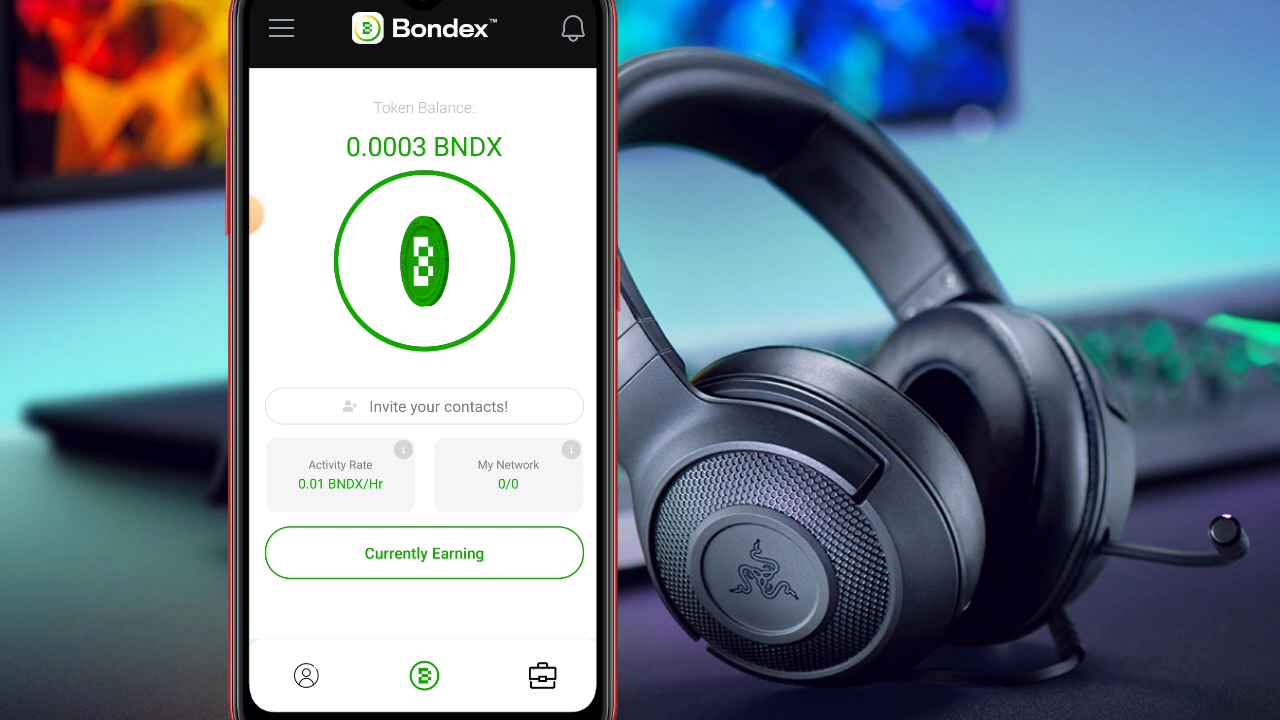 Bondex™
Token Balance:
0.0003 BNDX
Invite your contacts!
Activity Rate
0.01 BNDX/Hr
My Network
0/0
Currently Earning